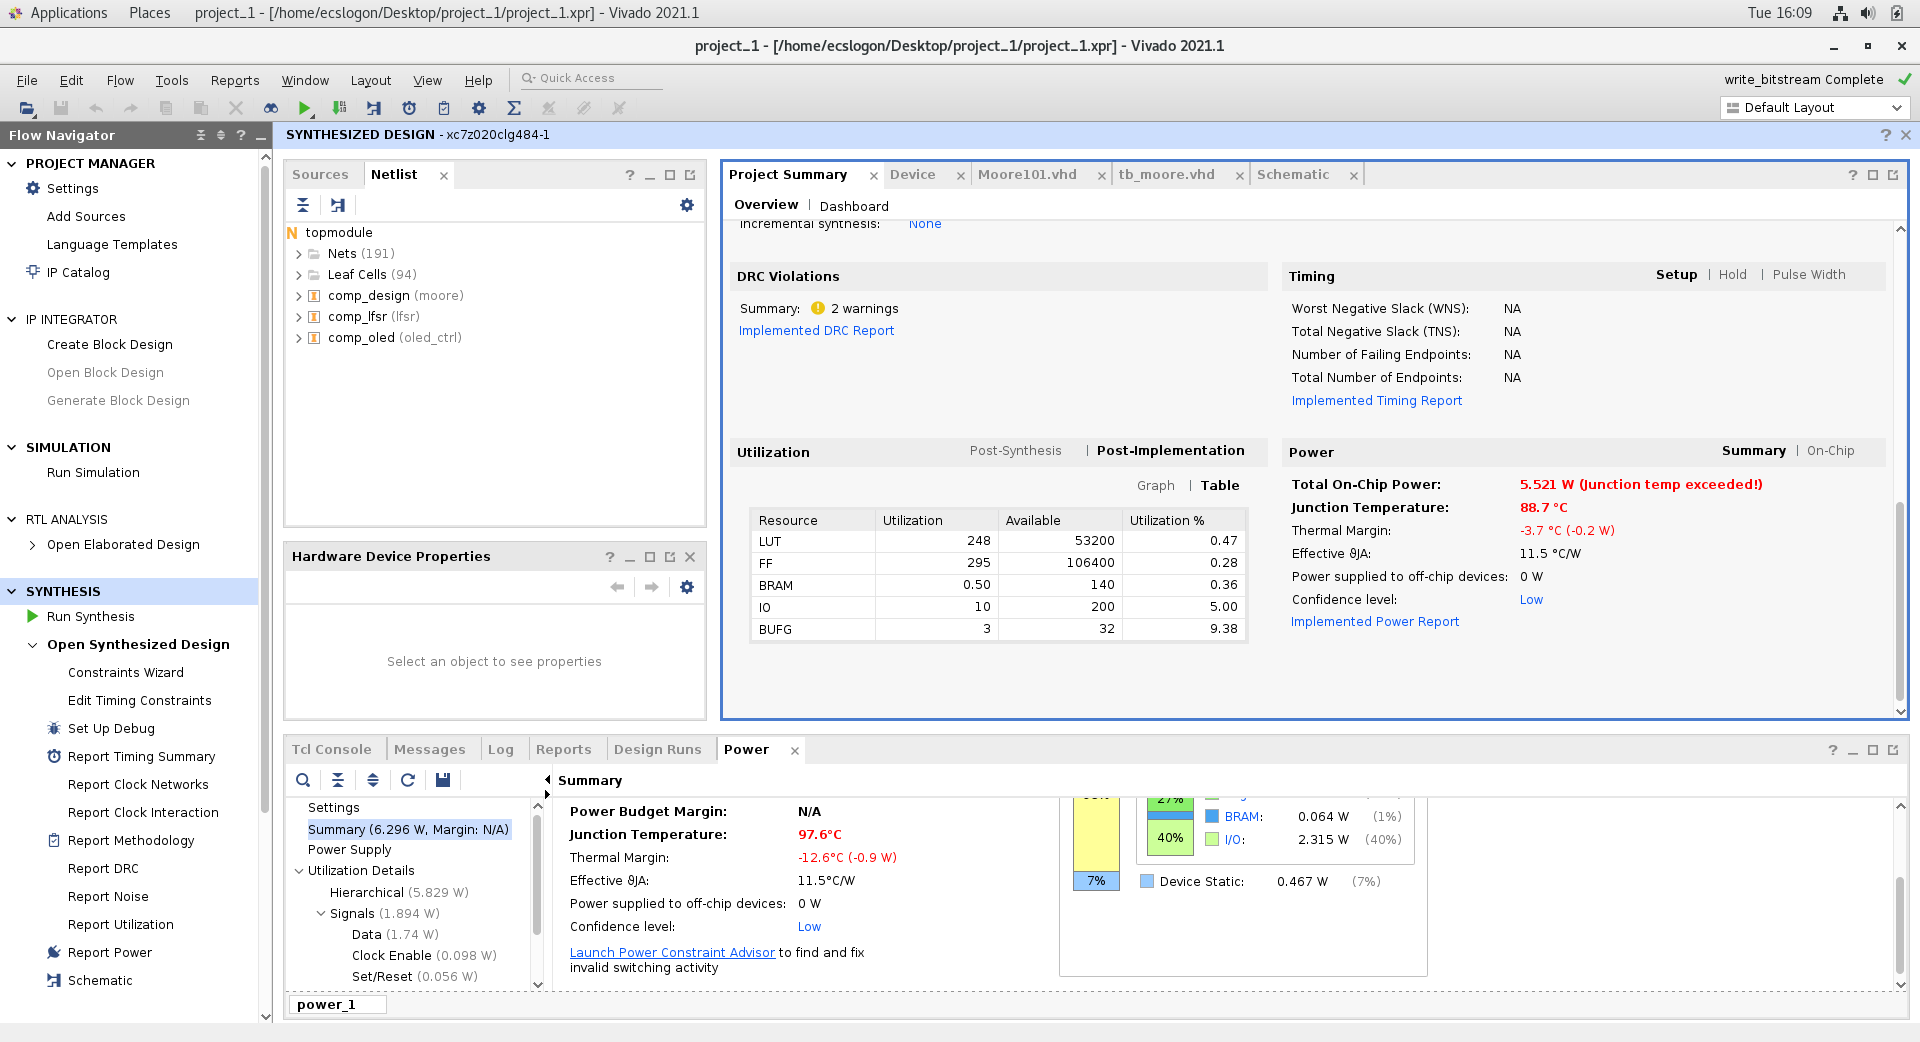 Applications Places project_1 - [/home/ecslogon/Desktop/project_1/project_1.xpr] - Vivado 2021.1 Tue 16:09
project_1 - [/home/ecslogon/Desktop/project_1/project_1.xpr] - Vivado 2021.1
File Edit Flow Tools Reports Window Layout View Help Quick Access write_bitstream Complete
Default Layout
Flow Navigator
PROJECT MANAGER
Settings
Add Sources
Language Templates
IP Catalog
IP INTEGRATOR
Create Block Design
Open Block Design
Generate Block Design
SIMULATION
Run Simulation
RTL ANALYSIS
Open Elaborated Design
SYNTHESIS
Run Synthesis
Open Synthesized Design
Constraints Wizard
Edit Timing Constraints
Set Up Debug
Report Timing Summary
Report Clock Networks
Report Clock Interaction
Report Methodology
Report DRC
Report Noise
Report Utilization
Report Power
Schematic
SYNTHESIZED DESIGN - xc7z020clg484-1
Sources Netlist
N topmodule
Nets (191)
Leaf Cells (94)
comp_design (moore)
comp_lfsr (lfsr)
comp_oled (oled_ctrl)
Hardware Device Properties
Select an object to see properties
Project Summary Device Moore101.vhd tb_moore.vhd Schematic
Overview | Dashboard
Incremental synthesis: None
DRC Violations
Summary: 2 warnings
Implemented DRC Report
Timing Setup | Hold | Pulse Width
Worst Negative Slack (WNS): NA
Total Negative Slack (TNS): NA
Number of Failing Endpoints: NA
Total Number of Endpoints: NA
Implemented Timing Report
Utilization Post-Synthesis | Post-Implementation
Graph | Table
Resource Utilization Available Utilization %
LUT 248 53200 0.47
FF 295 106400 0.28
BRAM 0.50 140 0.36
IO 10 200 5.00
BUFG 3 32 9.38
Power Summary | On-Chip
Total On-Chip Power: 5.521 W (Junction temp exceeded!)
Junction Temperature: 88.7 °C
Thermal Margin: -3.7 °C (-0.2 W)
Effective ϑJA: 11.5 °C/W
Power supplied to off-chip devices: 0 W
Confidence level: Low
Implemented Power Report
Tcl Console Messages Log Reports Design Runs Power
Summary
Settings
Summary (6.296 W, Margin: N/A)
Power Supply
Utilization Details
Hierarchical (5.829 W)
Signals (1.894 W)
Data (1.74 W)
Clock Enable (0.098 W)
Set/Reset (0.056 W)
Power Budget Margin: N/A
Junction Temperature: 97.6°C
Thermal Margin: -12.6°C (-0.9 W)
Effective ϑJA: 11.5°C/W
Power supplied to off-chip devices: 0 W
Confidence level: Low
Launch Power Constraint Advisor to find and fix
invalid switching activity
27%
BRAM: 0.064 W (1%)
40% I/O: 2.315 W (40%)
7% Device Static: 0.467 W (7%)
power_1